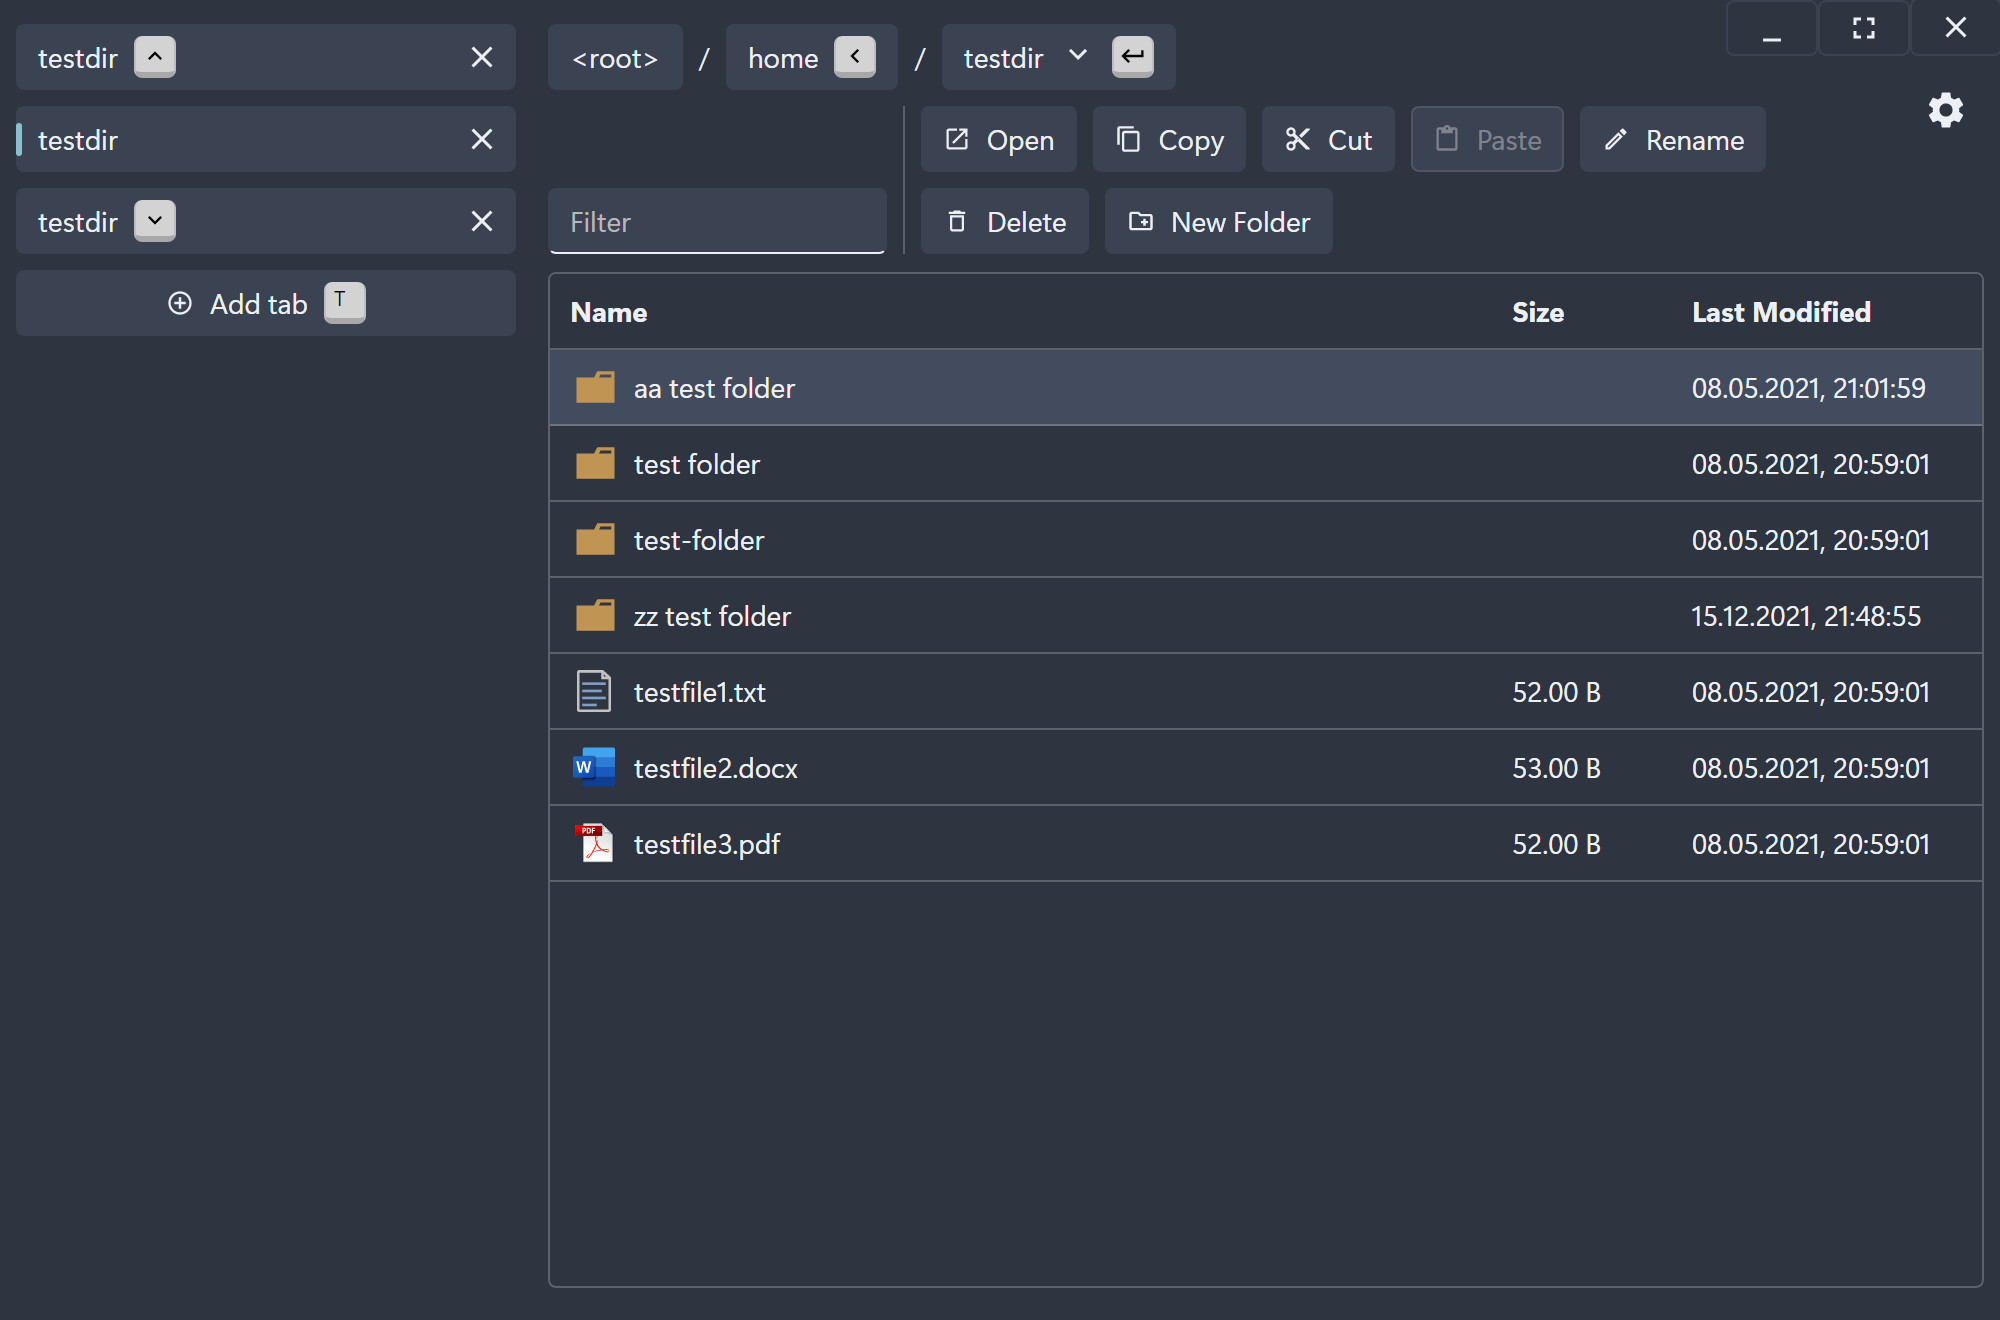 testdir
<root> / home / testdir
testdir
Open Copy Cut Paste Rename
testdir
Filter
Delete New Folder
Add tab T
Name Size Last Modified
aa test folder 08.05.2021, 21:01:59
test folder 08.05.2021, 20:59:01
test-folder 08.05.2021, 20:59:01
zz test folder 15.12.2021, 21:48:55
testfile1.txt 52.00 B 08.05.2021, 20:59:01
W testfile2.docx 53.00 B 08.05.2021, 20:59:01
PDF testfile3.pdf 52.00 B 08.05.2021, 20:59:01